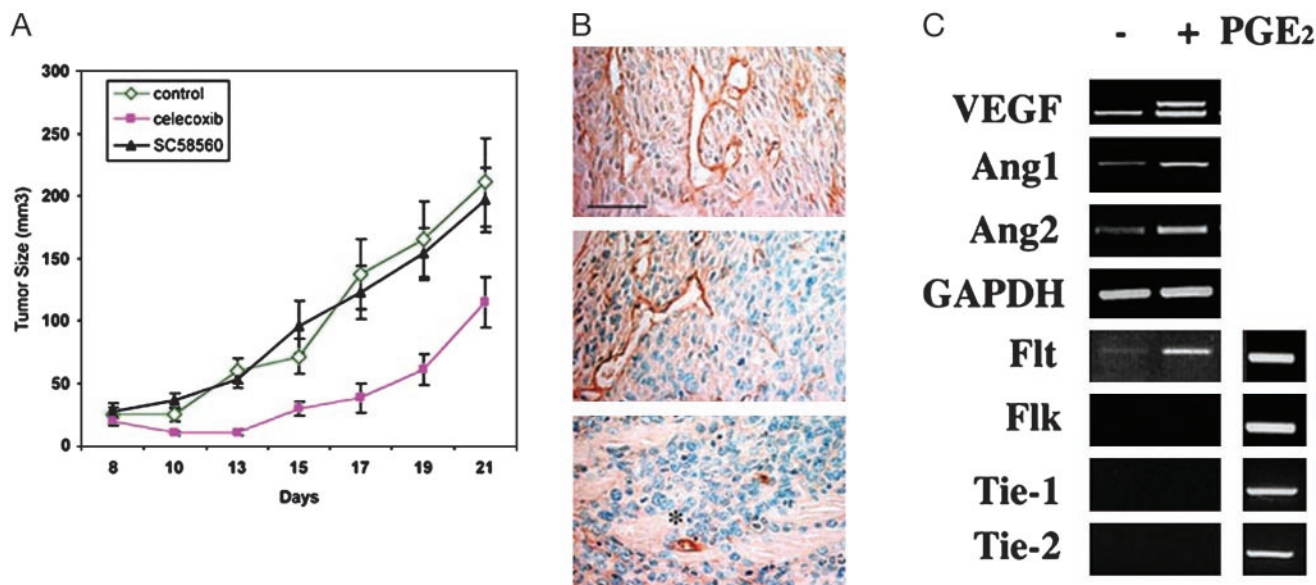 A
Tumor Size (mm3)
300
250
200
150
100
50
0
control
celecoxib
SC58560
8 10 13 15 17 19 21
Days
B
*
C
- + PGE2
VEGF
Ang1
Ang2
GAPDH
Flt
Flk
Tie-1
Tie-2